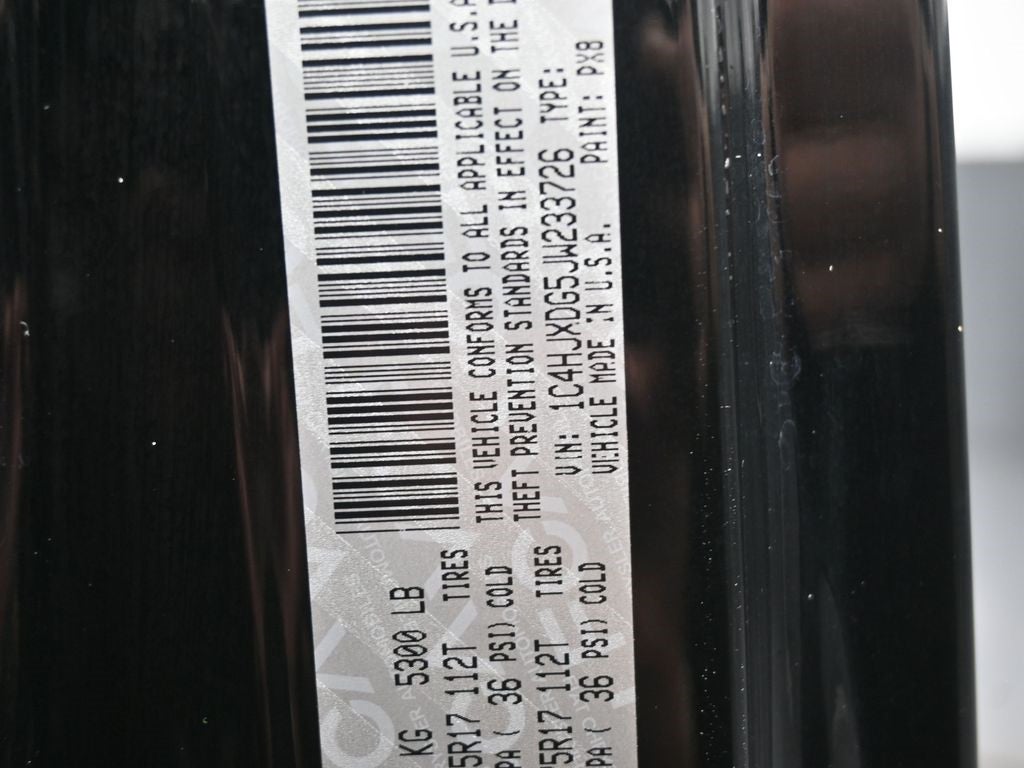 KG 5300 LB
5R17 112T TIRES
PA ( 36 PSI) COLD
5R17 112T TIRES
PA ( 36 PSI) COLD
THIS VEHICLE CONFORMS TO ALL APPLICABLE U.S.A
THEFT PREVENTION STANDARDS IN EFFECT ON THE D
VIN: 1C4HJXDG5JW233726 TYPE:
VEHICLE MADE IN U.S.A. PAINT: PX8